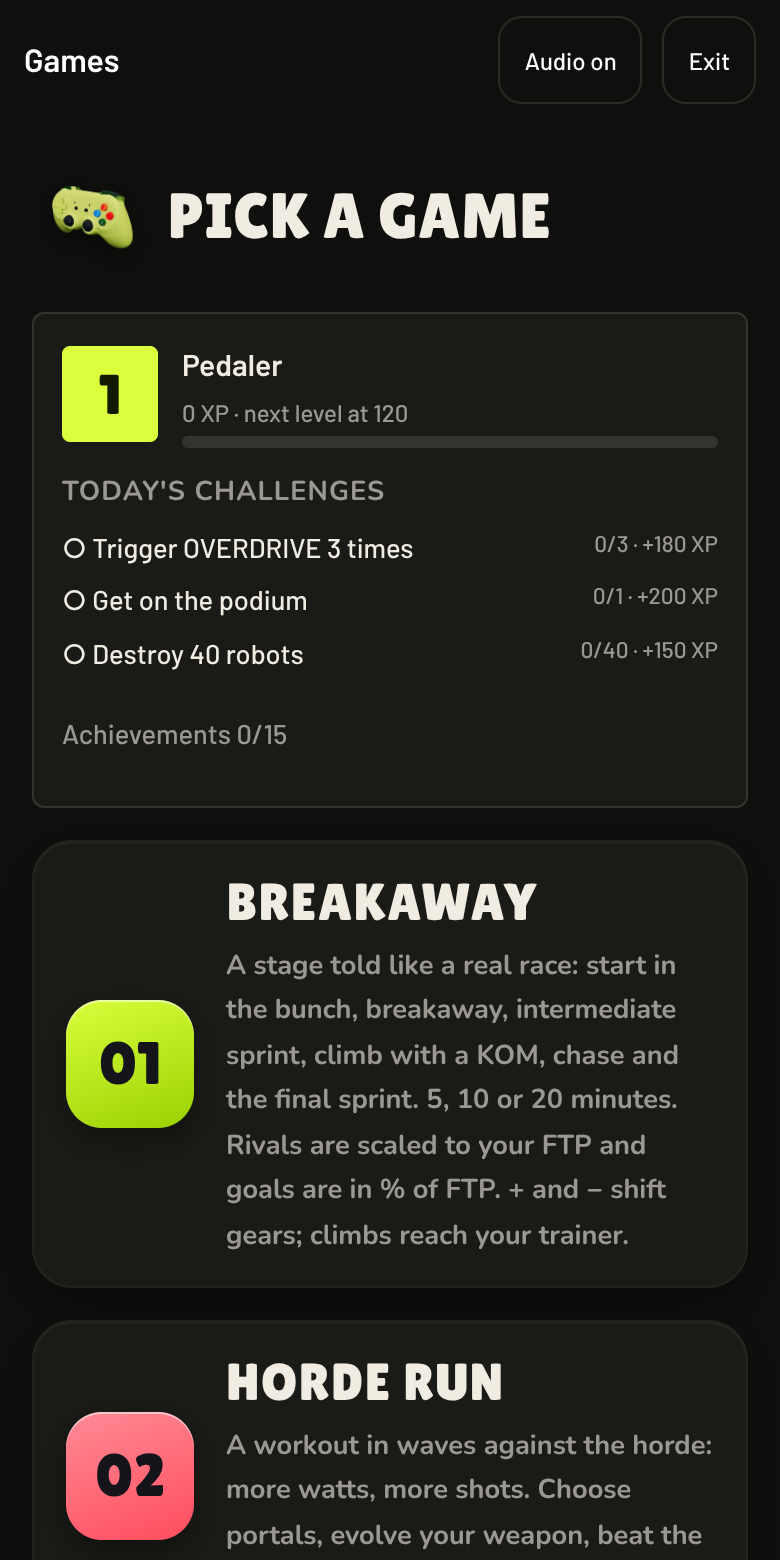 Games
Audio on
Exit
PICK A GAME
1
Pedaler
0 XP · next level at 120
TODAY'S CHALLENGES
Trigger OVERDRIVE 3 times
0/3 · +180 XP
Get on the podium
0/1 · +200 XP
Destroy 40 robots
0/40 · +150 XP
Achievements 0/15
01
BREAKAWAY
A stage told like a real race: start in
the bunch, breakaway, intermediate
sprint, climb with a KOM, chase and
the final sprint. 5, 10 or 20 minutes.
Rivals are scaled to your FTP and
goals are in % of FTP. + and − shift
gears; climbs reach your trainer.
02
HORDE RUN
A workout in waves against the horde:
more watts, more shots. Choose
portals, evolve your weapon, beat the